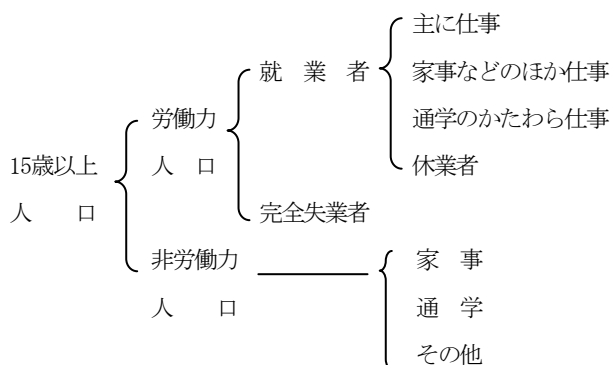 15歳以上
人　　口
労働力
人　口
就　業　者
主に仕事
家事などのほか仕事
通学のかたわら仕事
休業者
完全失業者
非労働力
人　　口
家　事
通　学
その他